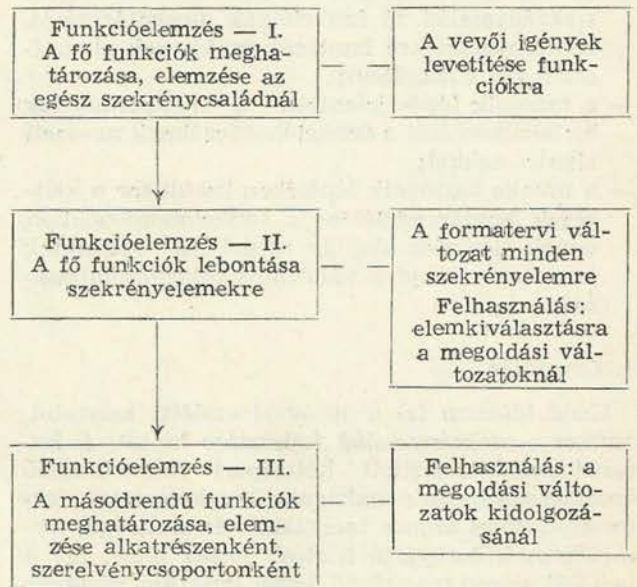 Funkcióelemzés — I.
A fő funkciók megha-
tározása, elemzése az
egész szekrénycsaládnál
A vevői igények
levetítése funk-
ciókra
Funkcióelemzés — II.
A fő funkciók lebontása
szekrényelemekre
A formatervi vál-
tozat minden
szekrényelemre
Felhasználás:
elemkiválasztásra
a megoldási vál-
tozatoknál
Funkcióelemzés — III.
A másodrendű funkciók
meghatározása, elem-
zése alkatrészenként,
szerelvénycsoportonként
Felhasználás: a
megoldási válto-
zatok kidolgozá-
sánál